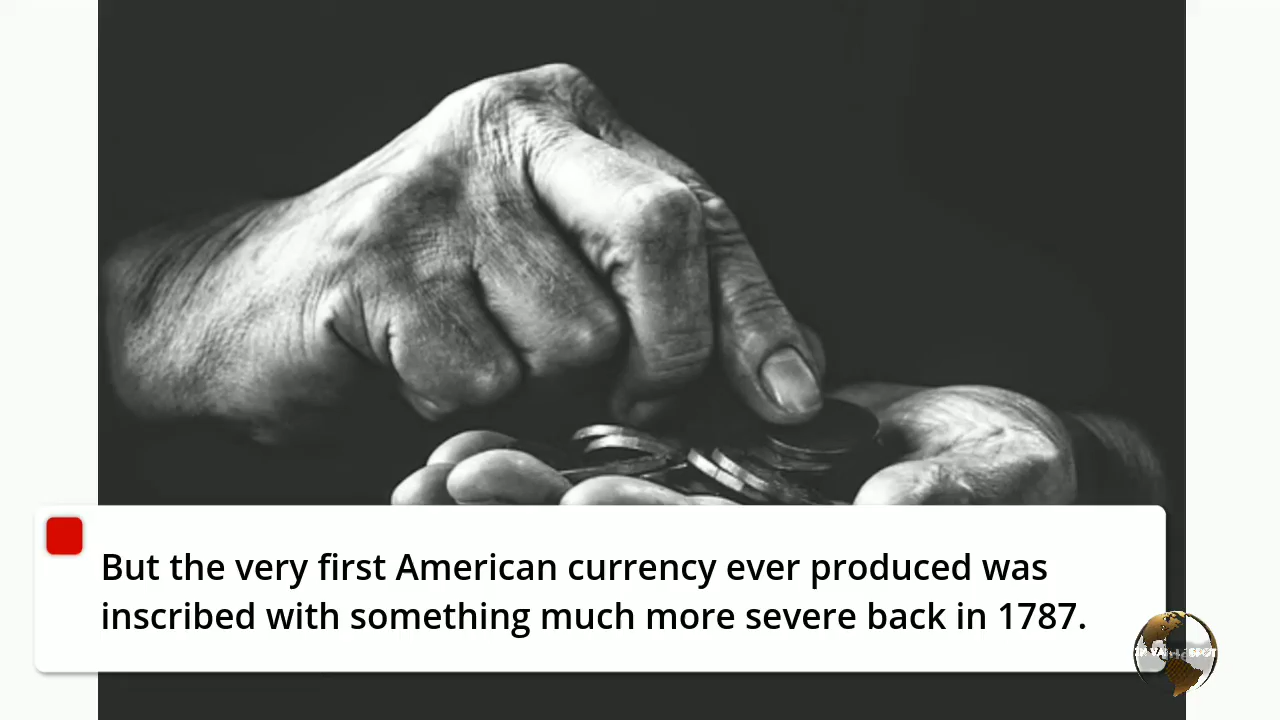 But the very first American currency ever produced was
inscribed with something much more severe back in 1787.